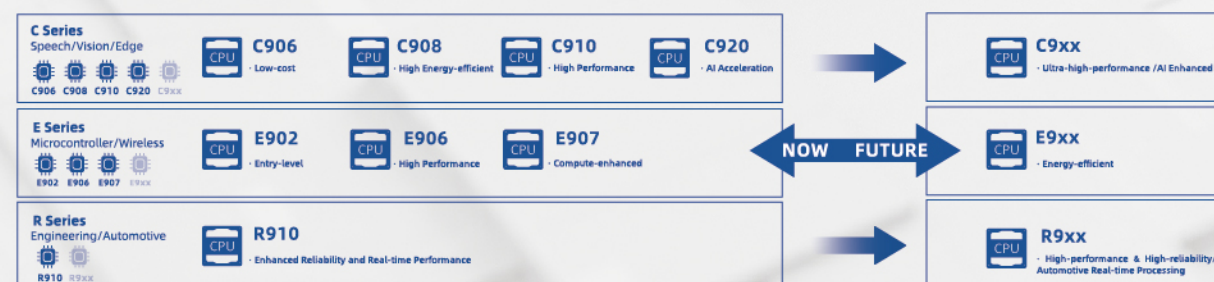 C Series
Speech/Vision/Edge
C906 C908 C910 C920 C9xx
CPU
C906
· Low-cost
CPU
C908
· High Energy-efficient
CPU
C910
· High Performance
CPU
C920
· AI Acceleration
CPU
C9xx
· Ultra-high-performance /AI Enhanced
E Series
Microcontroller/Wireless
E902 E906 E907 E9xx
CPU
E902
· Entry-level
CPU
E906
· High Performance
CPU
E907
· Compute-enhanced
NOW FUTURE
CPU
E9xx
· Energy-efficient
R Series
Engineering/Automotive
R910 R9xx
CPU
R910
· Enhanced Reliability and Real-time Performance
CPU
R9xx
· High-performance & High-reliability/
Automotive Real-time Processing